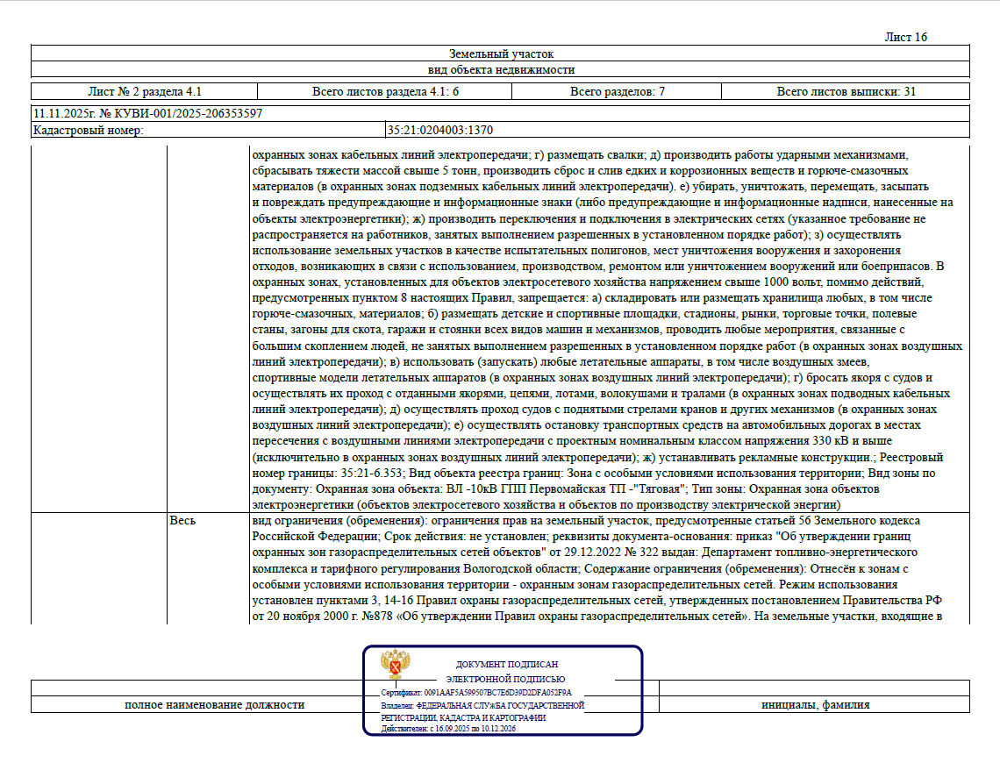 Лист 16
Земельный участок
вид объекта недвижимости
Лист № 2 раздела 4.1 Всего листов раздела 4.1: 6 Всего разделов: 7 Всего листов выписки: 31
11.11.2025г. № КУВИ-001/2025-206353597
Кадастровый номер: 35:21:0204003:1370
охранных зонах кабельных линий электропередачи; г) размещать свалки; д) производить работы ударными механизмами,
сбрасывать тяжести массой свыше 5 тонн, производить сброс и слив едких и коррозионных веществ и горюче-смазочных
материалов (в охранных зонах подземных кабельных линий электропередачи). е) убирать, уничтожать, перемещать, засыпать
и повреждать предупреждающие и информационные знаки (либо предупреждающие и информационные надписи, нанесенные на
объекты электроэнергетики); ж) производить переключения и подключения в электрических сетях (указанное требование не
распространяется на работников, занятых выполнением разрешенных в установленном порядке работ); з) осуществлять
использование земельных участков в качестве испытательных полигонов, мест уничтожения вооружения и захоронения
отходов, возникающих в связи с использованием, производством, ремонтом или уничтожением вооружений или боеприпасов. В
охранных зонах, установленных для объектов электросетевого хозяйства напряжением свыше 1000 вольт, помимо действий,
предусмотренных пунктом 8 настоящих Правил, запрещается: а) складировать или размещать хранилища любых, в том числе
горюче-смазочных, материалов; б) размещать детские и спортивные площадки, стадионы, рынки, торговые точки, полевые
станы, загоны для скота, гаражи и стоянки всех видов машин и механизмов, проводить любые мероприятия, связанные с
большим скоплением людей, не занятых выполнением разрешенных в установленном порядке работ (в охранных зонах воздушных
линий электропередачи); в) использовать (запускать) любые летательные аппараты, в том числе воздушных змеев,
спортивные модели летательных аппаратов (в охранных зонах воздушных линий электропередачи); г) бросать якоря с судов и
осуществлять их проход с отданными якорями, цепями, лотами, волокушами и тралами (в охранных зонах подводных кабельных
линий электропередачи); д) осуществлять проход судов с поднятыми стрелами кранов и других механизмов (в охранных зонах
воздушных линий электропередачи); е) осуществлять остановку транспортных средств на автомобильных дорогах в местах
пересечения с воздушными линиями электропередачи с проектным номинальным классом напряжения 330 кВ и выше
(исключительно в охранных зонах воздушных линий электропередачи); ж) устанавливать рекламные конструкции.; Реестровый
номер границы: 35:21-6.353; Вид объекта реестра границ: Зона с особыми условиями использования территории; Вид зоны по
документу: Охранная зона объекта: ВЛ -10кВ ГПП Первомайская ТП -"Тяговая"; Тип зоны: Охранная зона объектов
электроэнергетики (объектов электросетевого хозяйства и объектов по производству электрической энергии)
Весь вид ограничения (обременения): ограничения прав на земельный участок, предусмотренные статьей 56 Земельного кодекса
Российской Федерации; Срок действия: не установлен; реквизиты документа-основания: приказ "Об утверждении границ
охранных зон газораспределительных сетей объектов" от 29.12.2022 № 322 выдан: Департамент топливно-энергетического
комплекса и тарифного регулирования Вологодской области; Содержание ограничения (обременения): Отнесён к зонам с
особыми условиями использования территории - охранным зонам газораспределительных сетей. Режим использования
установлен пунктами 3, 14-16 Правил охраны газораспределительных сетей, утвержденных постановлением Правительства РФ
от 20 ноября 2000 г. №878 «Об утверждении Правил охраны газораспределительных сетей». На земельные участки, входящие в
ДОКУМЕНТ ПОДПИСАН
ЭЛЕКТРОННОЙ ПОДПИСЬЮ
Сертификат: 0091AAF5A599507BC7E6D39D2DFA052F9A
Владелец: ФЕДЕРАЛЬНАЯ СЛУЖБА ГОСУДАРСТВЕННОЙ
РЕГИСТРАЦИИ, КАДАСТРА И КАРТОГРАФИИ
Действителен: с 16.09.2025 по 10.12.2026
полное наименование должности инициалы, фамилия